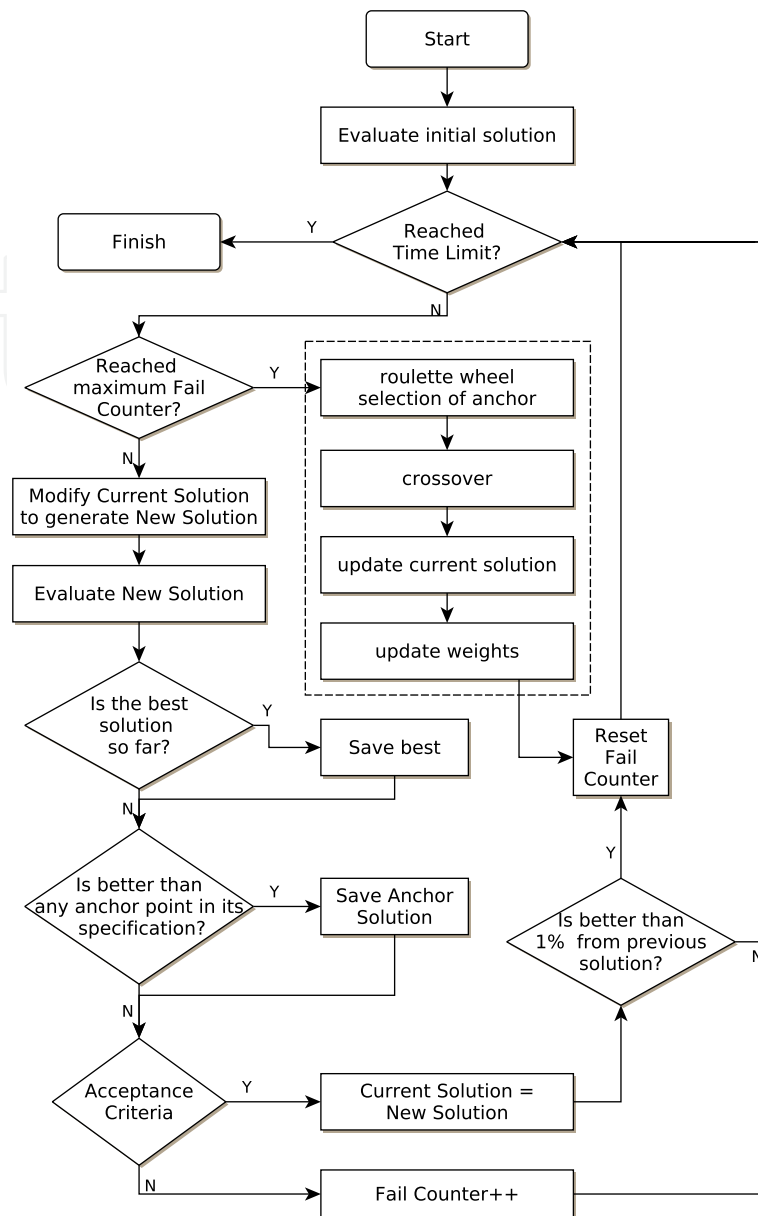 Start
Evaluate initial solution
Reached
Time Limit?
Y
Finish
N
Reached
maximum Fail
Counter?
Y
roulette wheel
selection of anchor
crossover
update current solution
update weights
N
Modify Current Solution
to generate New Solution
Evaluate New Solution
Is the best
solution
so far?
Y
Save best
Reset
Fail
Counter
N
Is better than
any anchor point in its
specification?
Y
Save Anchor
Solution
Y
Is better than
1% from previous
solution?
N
N
Acceptance
Criteria
Y
Current Solution =
New Solution
N
Fail Counter++